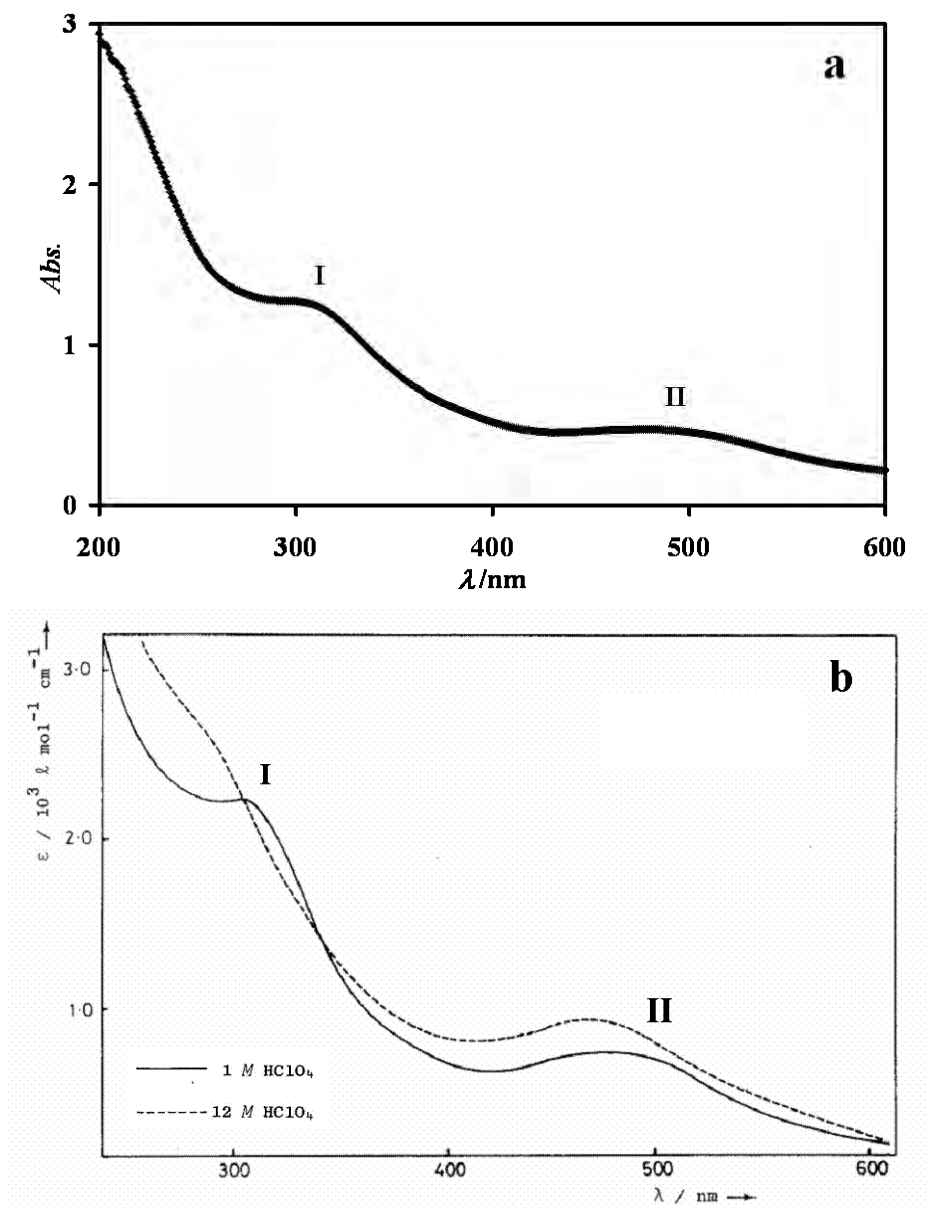 3
a
2
Abs.
I
1
II
0
200 300 400 500 600
λ/nm
b
3·0
ε / 10³ ℓ mol⁻¹ cm⁻¹ →
I
2·0
II
1·0
1 M HClO₄
12 M HClO₄
300 400 500 600
λ / nm →